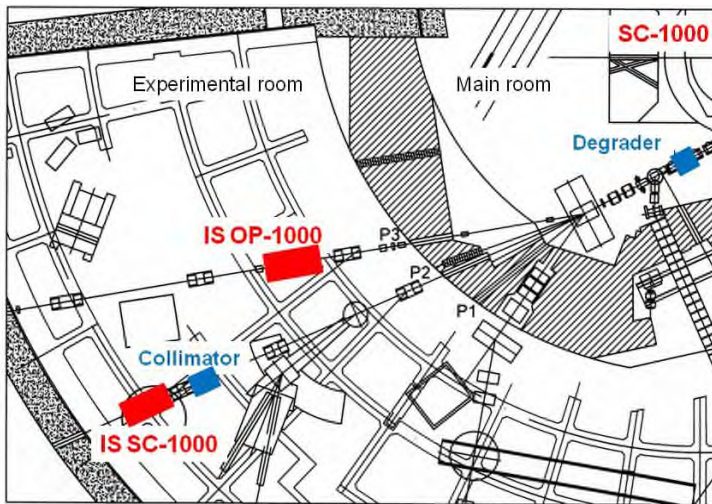 SC-1000
Experimental room
Main room
Degrader
IS OP-1000
P3
P2
P1
Collimator
IS SC-1000